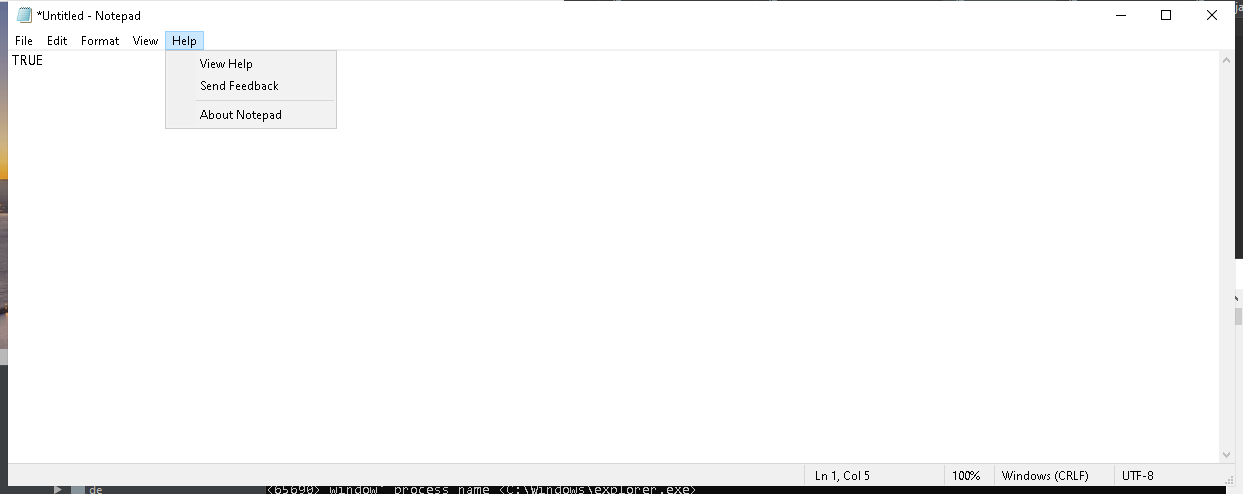 *Untitled - Notepad
File Edit Format View Help
TRUE
View Help
Send Feedback
About Notepad
Ln 1, Col 5 100% Windows (CRLF) UTF-8
de <65690> window' process name <C:\Windows\explorer.exe>